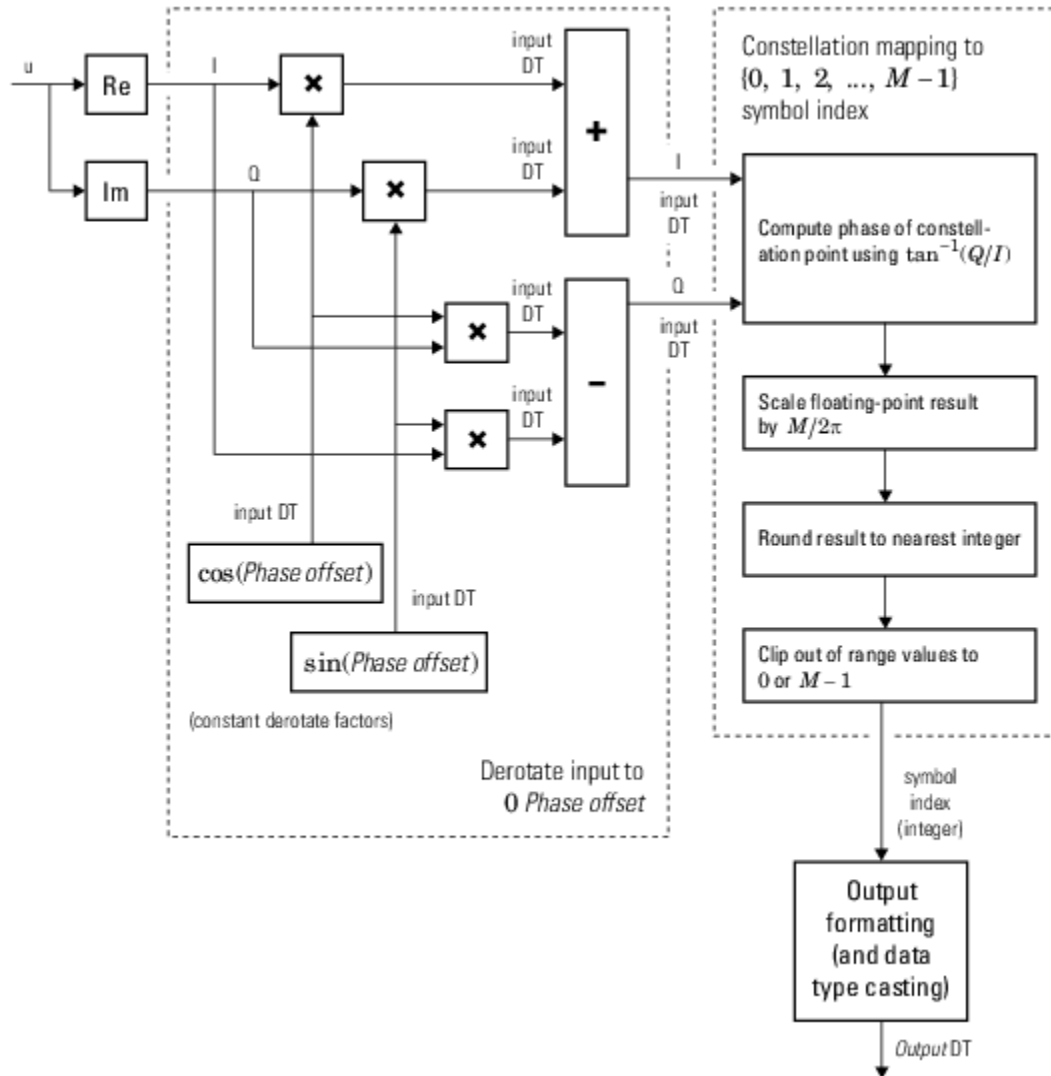 u
Re
I
×
input
DT
+
Im
Q
×
input
DT
I
input
DT
×
input
DT
−
Q
input
DT
×
input
DT
input DT
cos(Phase offset)
input DT
sin(Phase offset)
(constant derotate factors)
Derotate input to
0 Phase offset
Constellation mapping to
{0, 1, 2, ..., M − 1}
symbol index
Compute phase of constell-
ation point using tan⁻¹(Q/I)
Scale floating-point result
by M/2π
Round result to nearest integer
Clip out of range values to
0 or M − 1
symbol
index
(integer)
Output
formatting
(and data
type casting)
Output DT